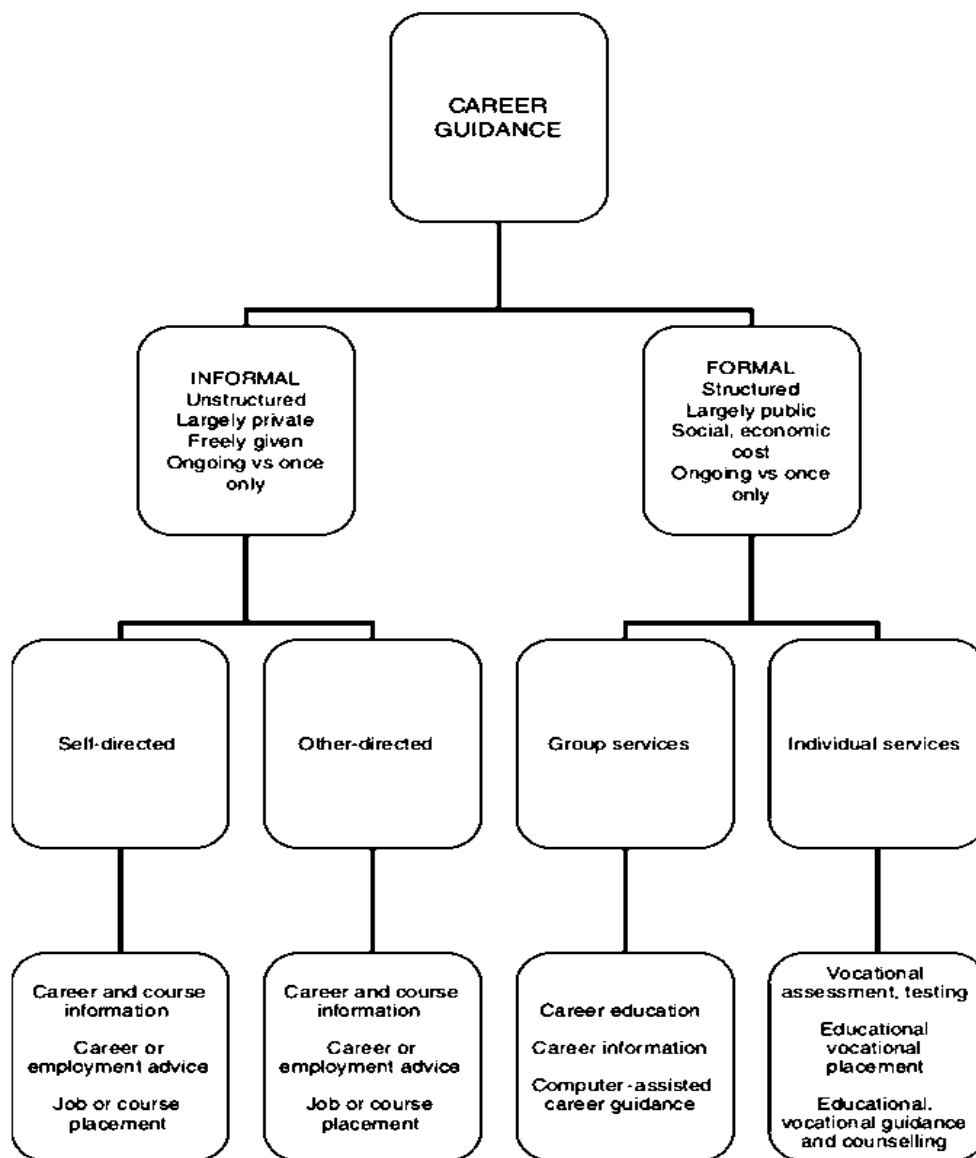 CAREER
GUIDANCE
INFORMAL
Unstructured
Largely private
Freely given
Ongoing vs once
only
FORMAL
Structured
Largely public
Social, economic
cost
Ongoing vs once
only
Self-directed
Other-directed
Group services
Individual services
Career and course
information
Career or
employment advice
Job or course
placement
Career and course
information
Career or
employment advice
Job or course
placement
Career education
Career information
Computer-assisted
career guidance
Vocational
assessment, testing
Educational
vocational
placement
Educational,
vocational guidance
and counselling